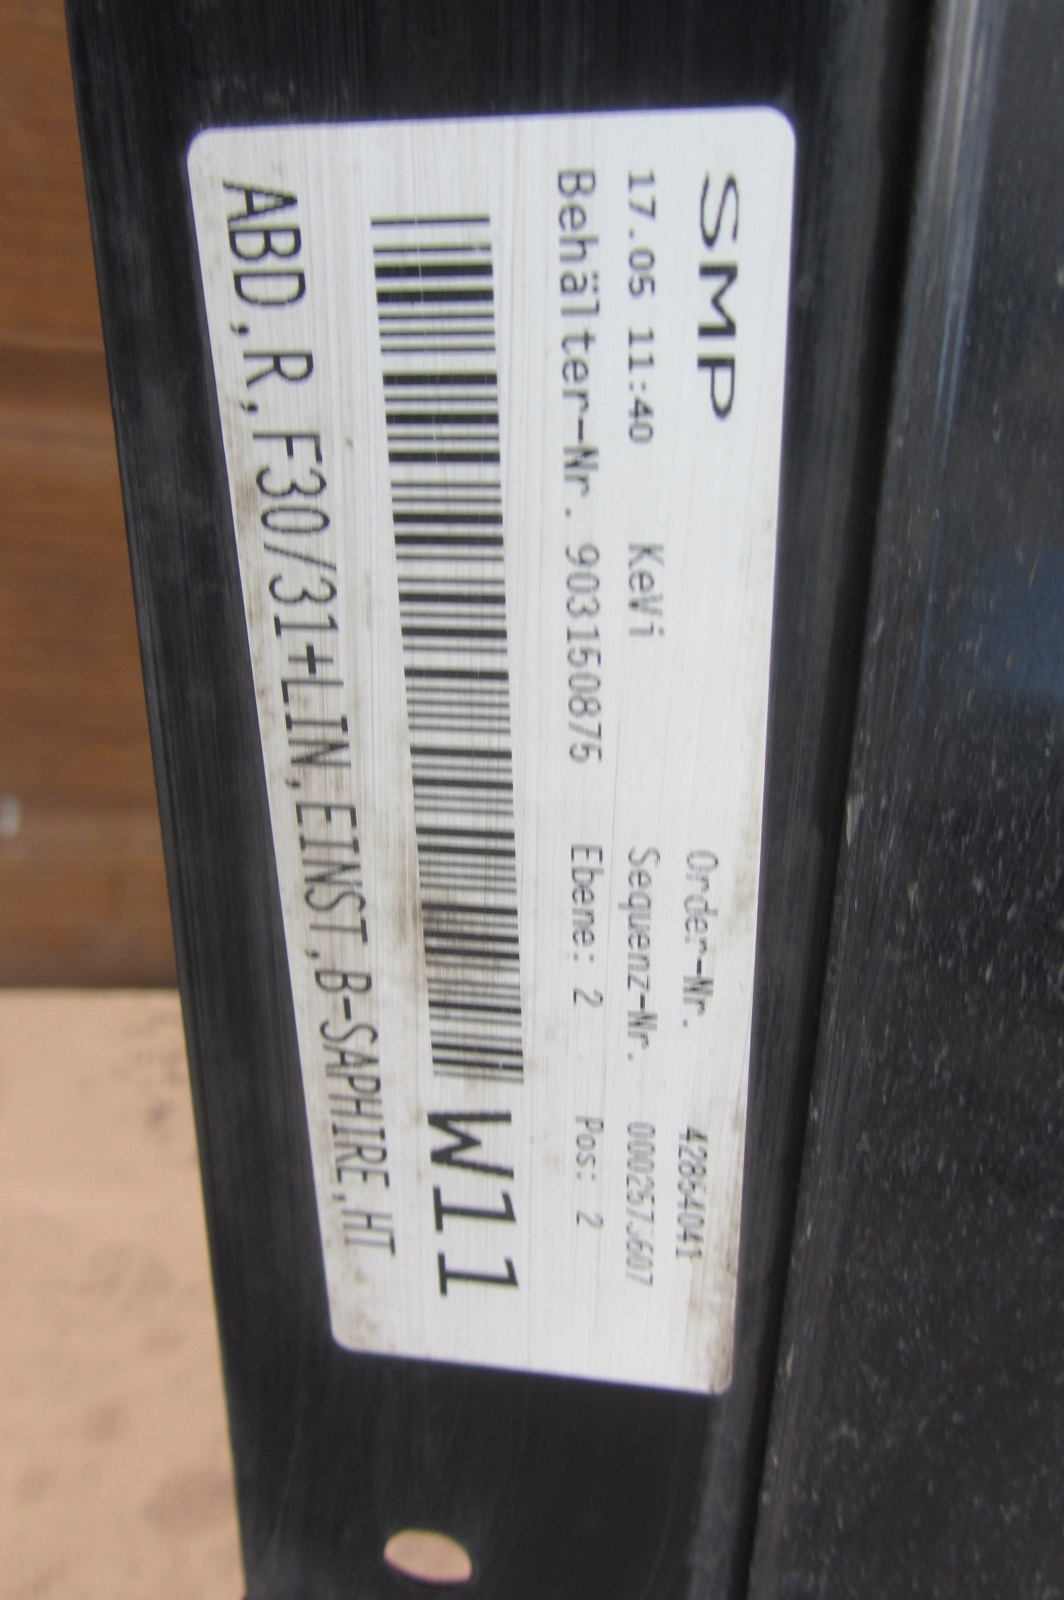 SMP
Order-Nr. 42864041
17.05 11:40 KeWi Sequenz-Nr. 0000257J607
Behälter-Nr. 903150875 Ebene: 2 Pos: 2
W11
ABD,R,F30/31+LIN,EINST,B-SAPHIRE,HT